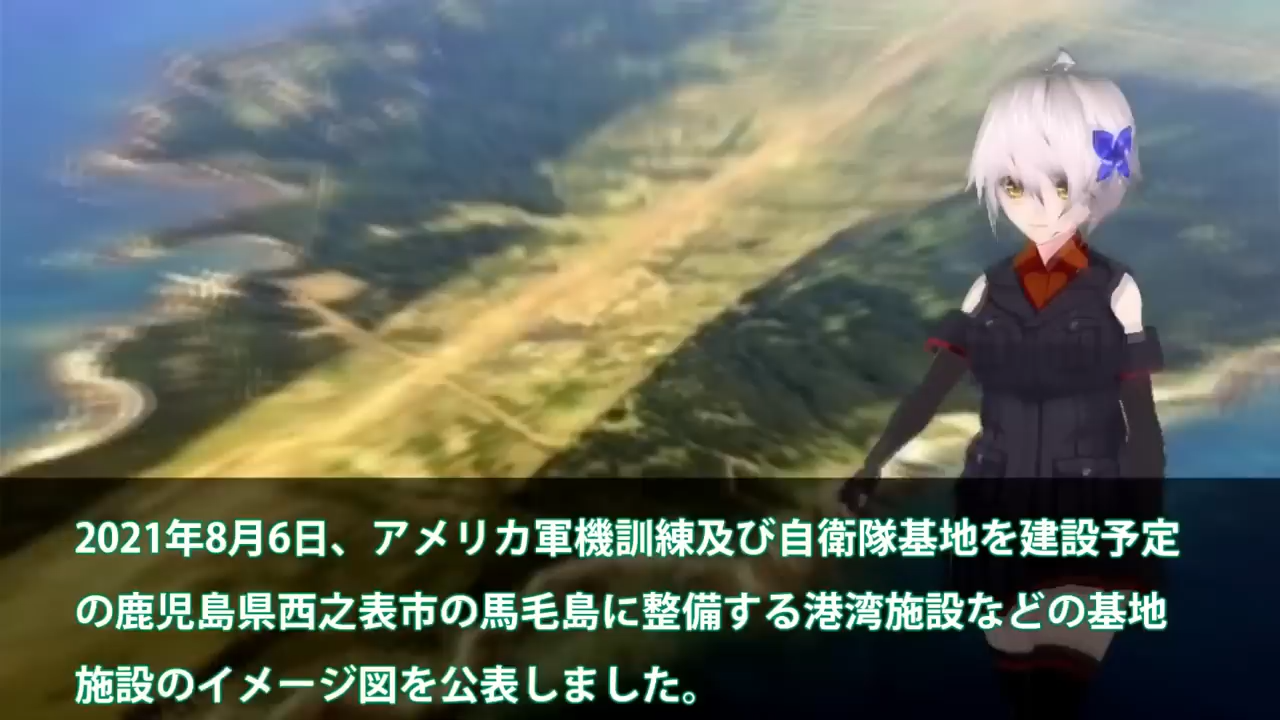 2021年8月6日、アメリカ軍機訓練及び自衛隊基地を建設予定
の鹿児島県西之表市の馬毛島に整備する港湾施設などの基地
施設のイメージ図を公表しました。